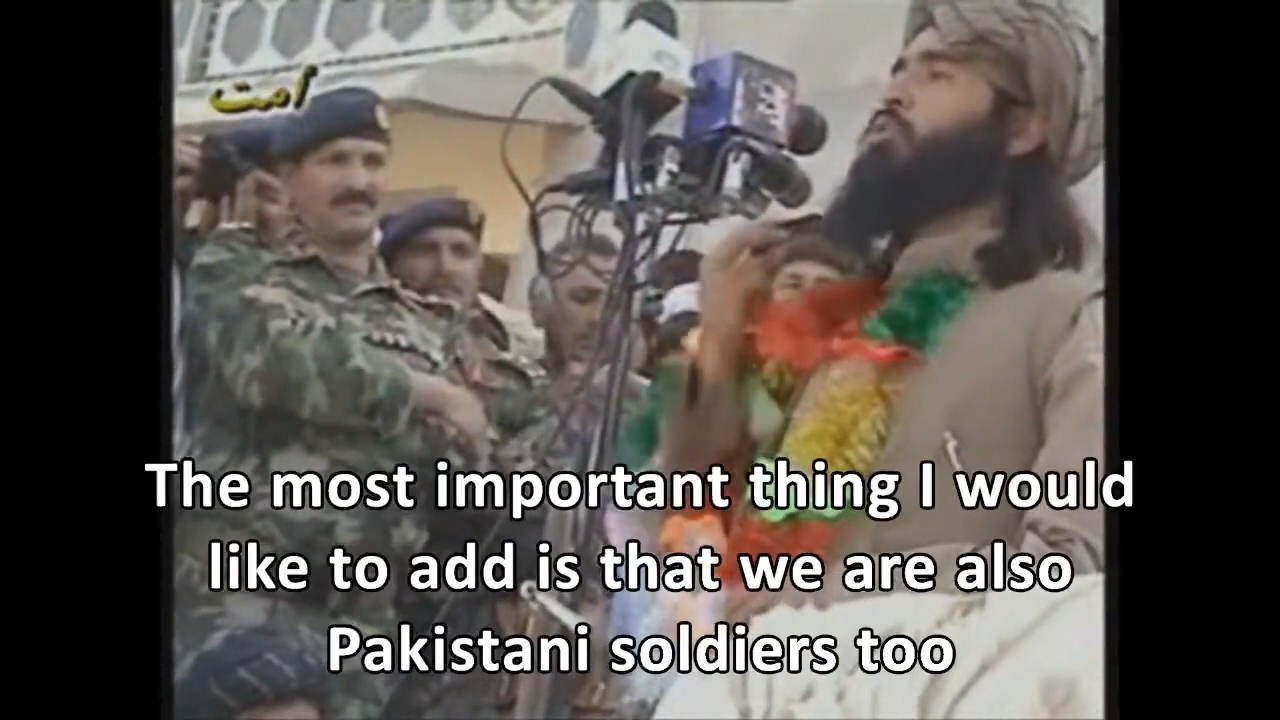 امت
The most important thing I would
like to add is that we are also
Pakistani soldiers too